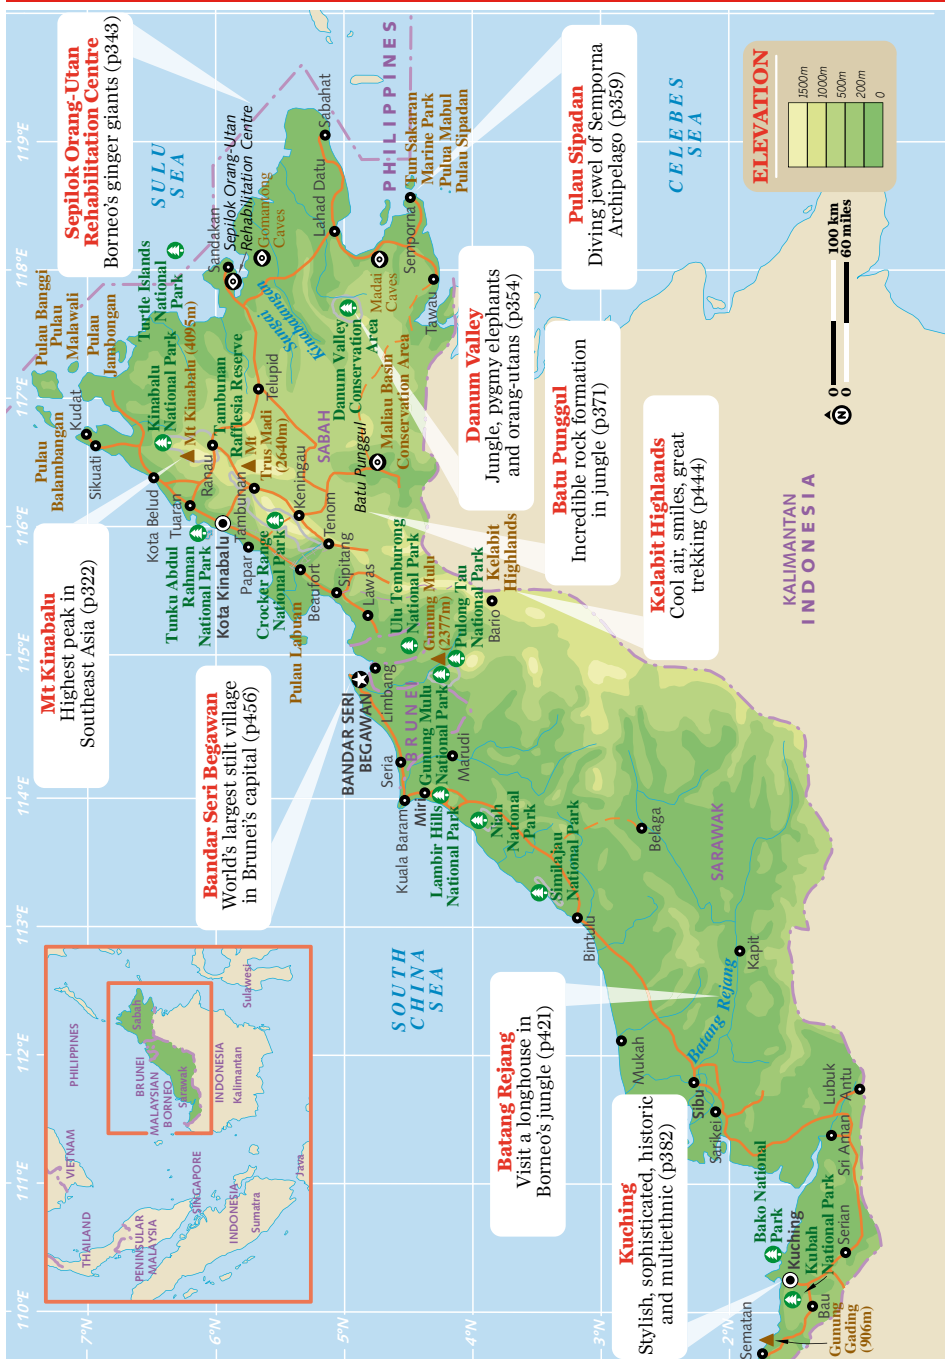 Sepilok Orang-Utan
Rehabilitation Centre
Borneo's ginger giants (p343)
Pulau Sipadan
Diving jewel of Semporna
Archipelago (p359)
Danum Valley
Jungle, pygmy elephants
and orang-utans (p354)
Batu Punggul
Incredible rock formation
in jungle (p371)
Kelabit Highlands
Cool air, smiles, great
trekking (p444)
Mt Kinabalu
Highest peak in
Southeast Asia (p322)
Bandar Seri Begawan
World's largest stilt village
in Brunei's capital (p456)
Batang Rejang
Visit a longhouse in
Borneo's jungle (p421)
Kuching
Stylish, sophisticated, historic
and multiethnic (p382)
ELEVATION
1500m
1000m
500m
200m
0
N
0
100 km
0
60 miles
110°E
111°E
112°E
113°E
114°E
115°E
116°E
117°E
118°E
119°E
7°N
6°N
5°N
4°N
3°N
2°N
SULU
SEA
CELEBES
SEA
SOUTH
CHINA
SEA
PHILIPPINES
KALIMANTAN
INDONESIA
SABAH
SARAWAK
BRUNEI
Pulau Banggi
Pulau
Malawali
Pulau
Jambongan
Pulau
Balambangan
Kudat
Sikuati
Turtle Islands
National
Park
Kinabalu
National Park
Mt Kinabalu (4095m)
Tambunan
Rafflesia Reserve
Mt
Trus Madi
(2640m)
Telupid
Sandakan
Sepilok Orang-Utan
Rehabilitation Centre
Gomantong
Caves
Sungai
Kinabatangan
Lahad Datu
Sabahat
Tun Sakaran
Marine Park
Pulua Mabul
Pulau Sipadan
Semporna
Madai
Caves
Tawau
Danum Valley
Conservation
Area
Maliau Basin
Conservation Area
Batu Punggul
Kota Belud
Tuaran
Ranau
Tambunan
Keningau
Tenom
Tunku Abdul
Rahman
National Park
Kota Kinabalu
Papar
Crocker Range
National Park
Beaufort
Sipitang
Lawas
Pulau Labuan
Ulu Temburong
National Park
Gunung Mulu
(2377m)
Pulong Tau
National Park
Bario
Kelabit
Highlands
BANDAR SERI
BEGAWAN
Limbang
Seria
Gunung Mulu
National Park
Marudi
Kuala Baram
Miri
Lambir Hills
National Park
Niah
National
Park
Similajau
National Park
Bintulu
Belaga
Kapit
Batang Rejang
Mukah
Sibu
Sarikei
Lubuk
Antu
Sri Aman
Bako National
Park
Kuching
Kubah
National Park
Serian
Bau
Sematan
Gunung
Gading
(906m)
PHILIPPINES
VIETNAM
THAILAND
PENINSULAR
MALAYSIA
SINGAPORE
INDONESIA
Sumatra
Java
BRUNEI
MALAYSIAN
BORNEO
Sabah
Sarawak
INDONESIA
Kalimantan
Sulawesi